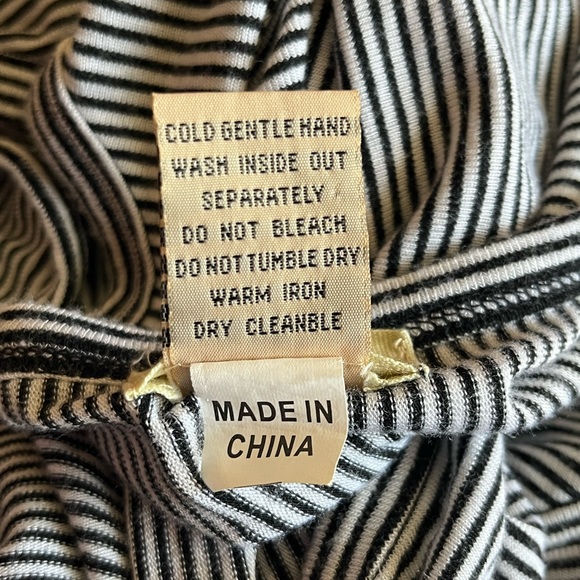 COLD GENTLE HAND
WASH INSIDE OUT
SEPARATELY
DO NOT BLEACH
DO NOT TUMBLE DRY
WARM IRON
DRY CLEANBLE
MADE IN
CHINA